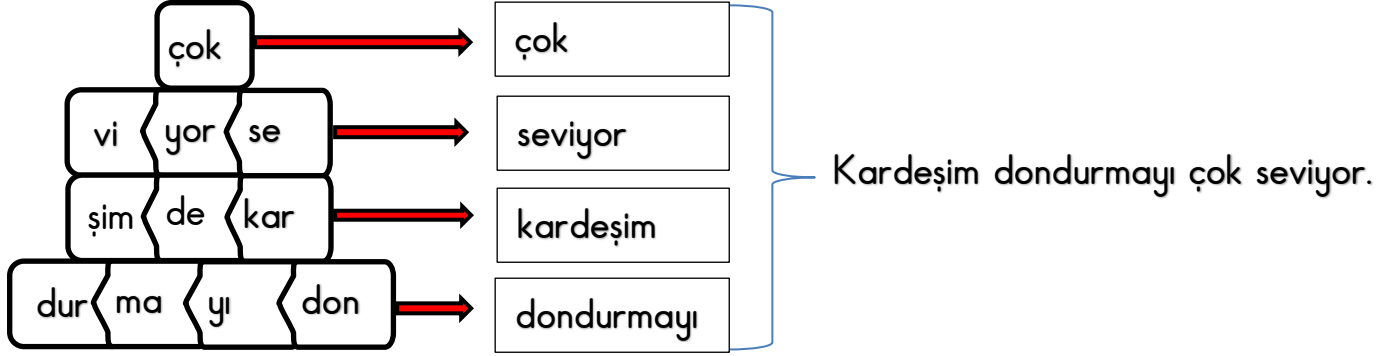 çok
çok
vi yor se
seviyor
şim de kar
kardeşim
dur ma yı don
dondurmayı
Kardeşim dondurmayı çok seviyor.